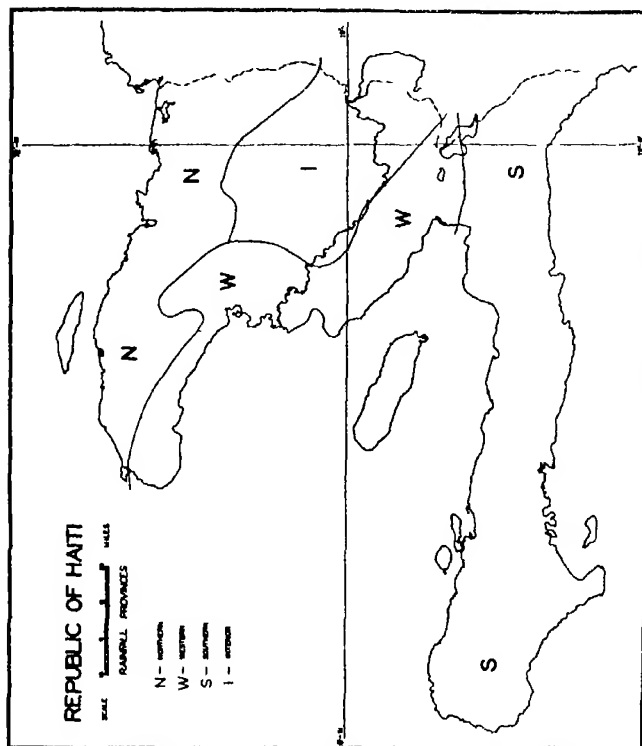 REPUBLIC OF HAITI
SCALE MILES
RAINFALL PROVINCES
N - NORTHERN
W - WESTERN
S - SOUTHERN
I - INTERIOR
N
N
I
W
W
S
S